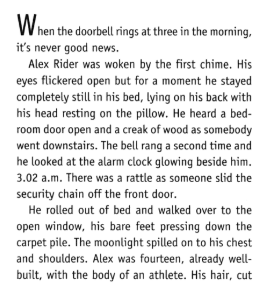 When the doorbell rings at three in the morning,
it's never good news.
Alex Rider was woken by the first chime. His
eyes flickered open but for a moment he stayed
completely still in his bed, lying on his back with
his head resting on the pillow. He heard a bed-
room door open and a creak of wood as somebody
went downstairs. The bell rang a second time and
he looked at the alarm clock glowing beside him.
3.02 a.m. There was a rattle as someone slid the
security chain off the front door.
He rolled out of bed and walked over to the
open window, his bare feet pressing down the
carpet pile. The moonlight spilled on to his chest
and shoulders. Alex was fourteen, already well-
built, with the body of an athlete. His hair, cut